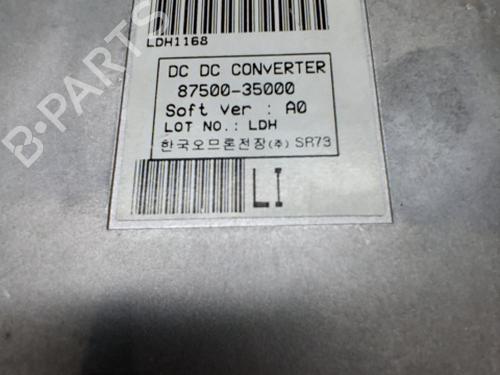 LDH1168
DC DC CONVERTER
87500-35000
Soft ver : A0
LOT NO.: LDH
한국오므론전장(주) SR73
LI
B-PARTS